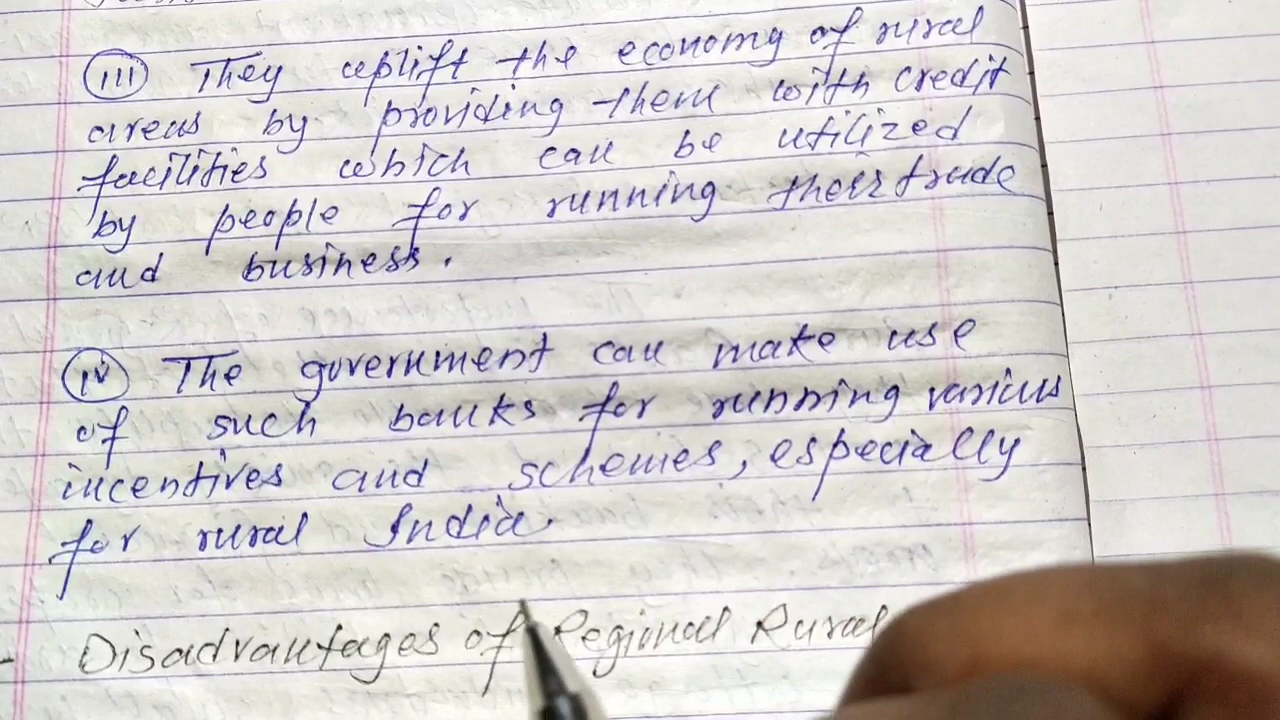 (III) They uplift the economy of rural
areas by providing them with credit
facilities which can be utilized
by people for running their trade
and business.
(IV) The government can make use
of such banks for running various
incentives and schemes, especially
for rural India.
- Disadvantages of Regional Rural